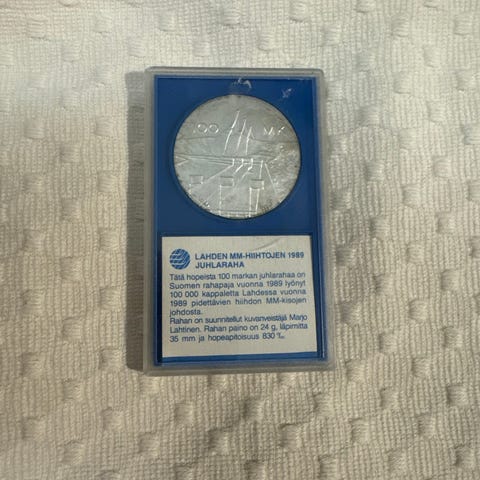 100 MK
LAHDEN MM-HIIHTOJEN 1989
JUHLARAHA
Tätä hopeista 100 markan juhlarahaa on
Suomen rahapaja vuonna 1989 lyönyt
100 000 kappaletta Lahdessa vuonna
1989 pidettävien hiihdon MM-kisojen
johdosta.
Rahan on suunnitellut kuvanveistäjä Marjo
Lahtinen. Rahan paino on 24 g, läpimitta
35 mm ja hopeapitoisuus 830 ‰.